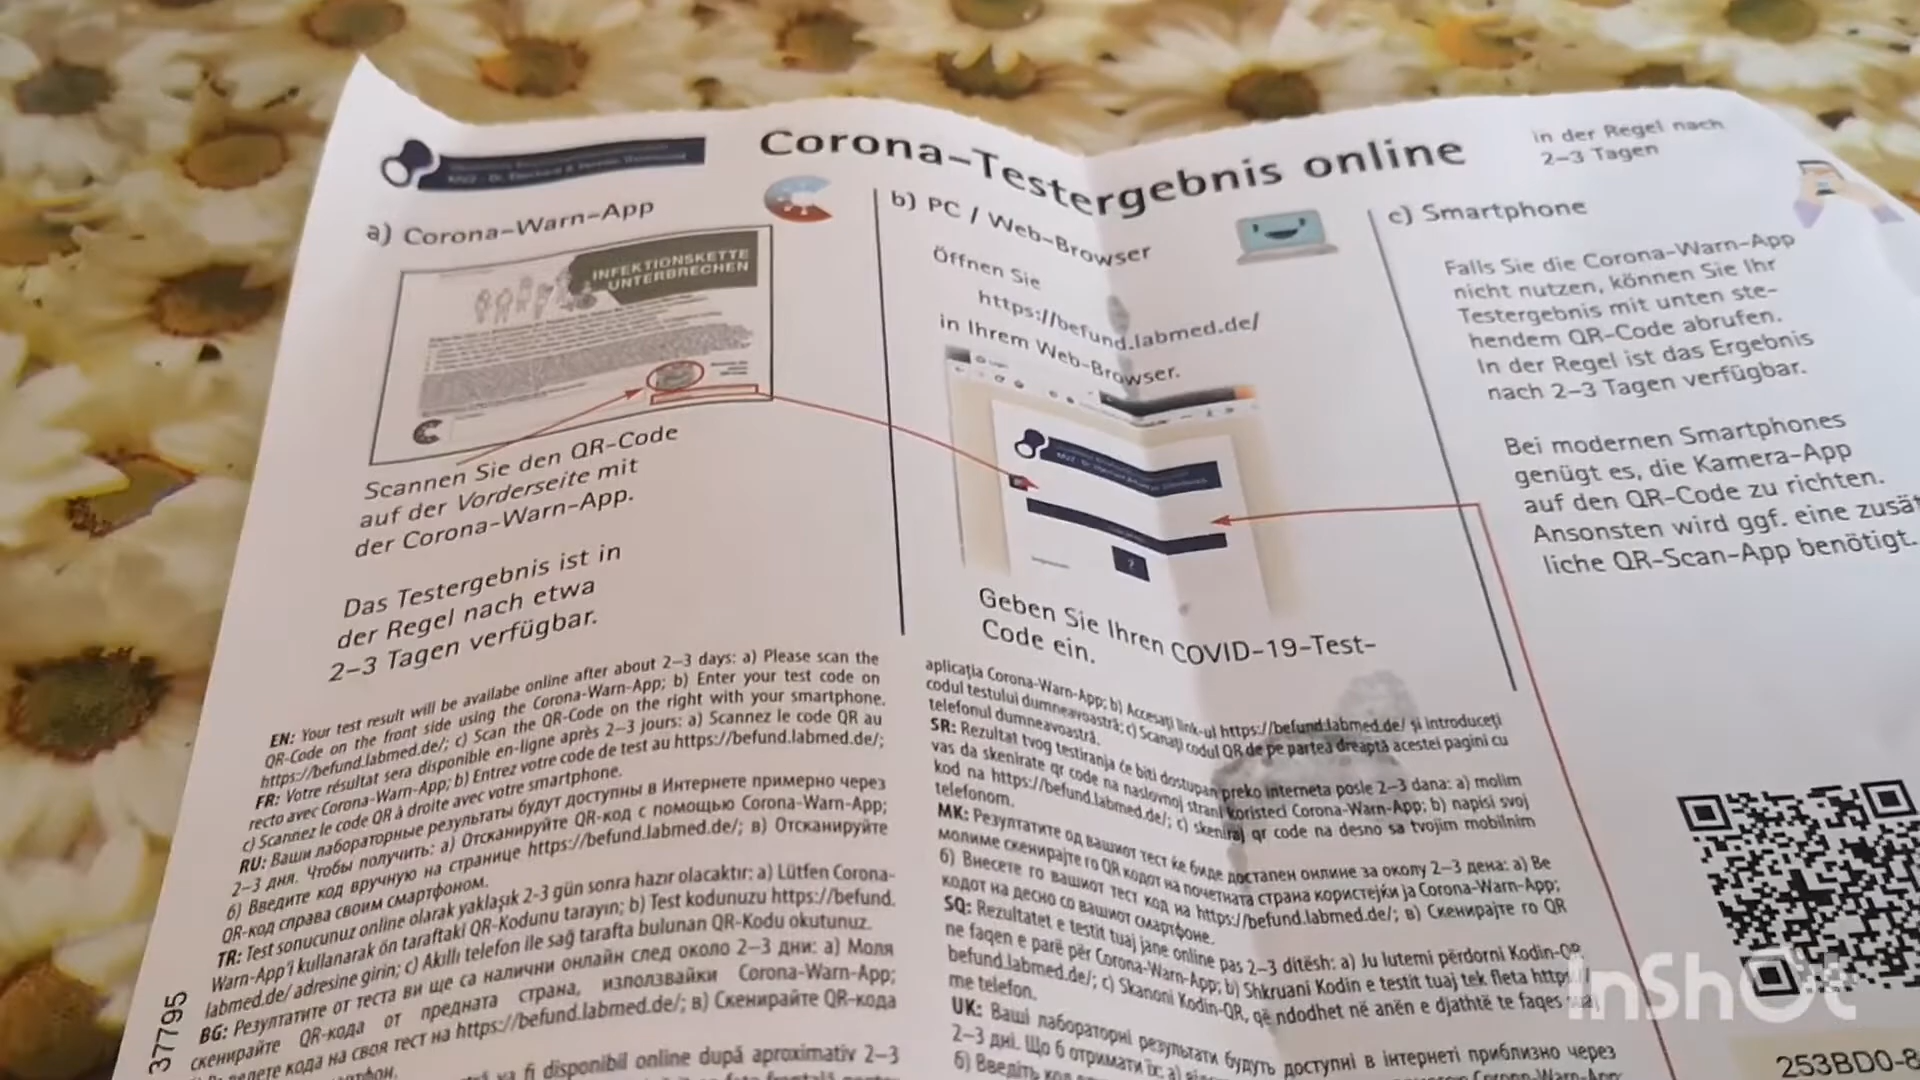 Corona-Testergebnis online
in der Regel nach
2-3 Tagen
a) Corona-Warn-App
INFEKTIONSKETTE
UNTERBRECHEN
Scannen Sie den QR-Code
auf der Vorderseite mit
der Corona-Warn-App.
Das Testergebnis ist in
der Regel nach etwa
2-3 Tagen verfügbar.
b) PC / Web-Browser
Öffnen Sie
https://befund.labmed.de/
in Ihrem Web-Browser.
?
Geben Sie Ihren COVID-19-Test-
Code ein.
c) Smartphone
Falls Sie die Corona-Warn-App
nicht nutzen, können Sie Ihr
Testergebnis mit unten ste-
hendem QR-Code abrufen.
In der Regel ist das Ergebnis
nach 2-3 Tagen verfügbar.
Bei modernen Smartphones
genügt es, die Kamera-App
auf den QR-Code zu richten.
Ansonsten wird ggf. eine zusät
liche QR-Scan-App benötigt.
EN: Your test result will be availabe online after about 2-3 days: a) Please scan the
QR-Code on the front side using the Corona-Warn-App; b) Enter your test code on
https://befund.labmed.de/; c) Scan the QR-Code on the right with your smartphone.
FR: Votre résultat sera disponible en-ligne après 2-3 jours: a) Scannez le code QR au
recto avec Corona-Warn-App; b) Entrez votre code de test au https://befund.labmed.de/;
c) Scannez le code QR à droite avec votre smartphone.
RU: Ваши лабораторные результаты будут доступны в Интернете примерно через
2-3 дня. Чтобы получить: а) Отсканируйте QR-код с помощью Corona-Warn-App;
б) Введите код вручную на странице https://befund.labmed.de/; в) Отсканируйте
QR-код справа своим смартфоном.
TR: Test sonucunuz online olarak yaklaşık 2-3 gün sonra hazır olacaktır: a) Lütfen Corona-
Warn-App'i kullanarak ön taraftaki QR-Kodunu tarayın; b) Test kodunuzu https://befund.
labmed.de/ adresine girin; c) Akıllı telefon ile sağ tarafta bulunan QR-Kodu okutunuz.
BG: Резултатите от теста ви ще са налични онлайн след около 2-3 дни: а) Моля
скенирайте QR-кода от предната страна, използвайки Corona-Warn-App;
кода на своя тест на https://befund.labmed.de/; в) Скенирайте QR-кода
fi disponibil online după aproximativ 2-3
aplicația Corona-Warn-App; b) Accesați link-ul https://befund.labmed.de/ și introduceți
codul testului dumneavoastră; c) Scanați codul QR de pe partea dreaptă acestei pagini cu
telefonul dumneavoastră.
SR: Rezultat tvog testiranja će biti dostupan preko interneta posle 2-3 dana: a) molim
vas da skenirate qr code na naslovnoj strani koristeci Corona-Warn-App; b) napisi svoj
kod na https://befund.labmed.de/; c) skeniraj qr code na desno sa tvojim mobilnim
telefonom.
MK: Резултатите од вашиот тест ќе биде достапен онлине за околу 2-3 дена: а) Ве
молиме скенирајте го QR кодот на почетната страна користејќи ја Corona-Warn-App;
б) Внесете го вашиот тест код на https://befund.labmed.de/; в) Скенирајте го QR
кодот на десно со вашиот смартфоне.
SQ: Rezultatet e testit tuaj jane online pas 2-3 ditësh: a) Ju lutemi përdorni Kodin-QR
ne faqen e parë për Corona-Warn-App; b) Shkruani Kodin e testit tuaj tek fleta https:/
befund.labmed.de/; c) Skanoni Kodin-QR, që ndodhet në anën e djathtë te faqes
me telefon.
UK: Ваші лабораторні результати будуть доступні в інтернеті приблизно через
2-3 дні. Що б отримати їх: а)
б) Введіть код
377795
253BD0-8
InShot